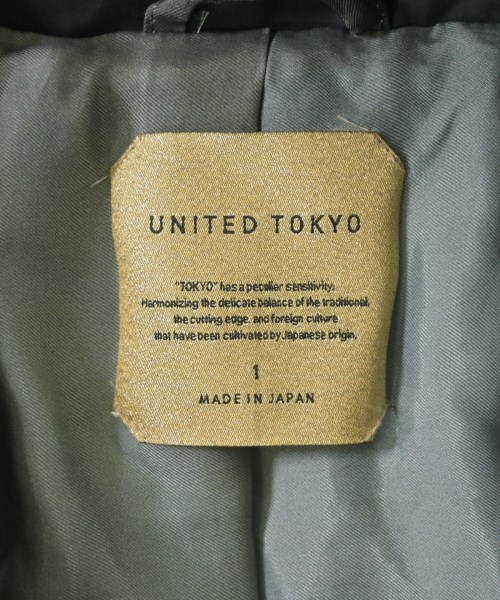 UNITED TOKYO
"TOKYO" has a peculiar sensitivity.
Harmonizing the delicate balance of the traditional,
the cutting edge, and foreign culture
that have been cultivated by Japanese origin.
1
MADE IN JAPAN